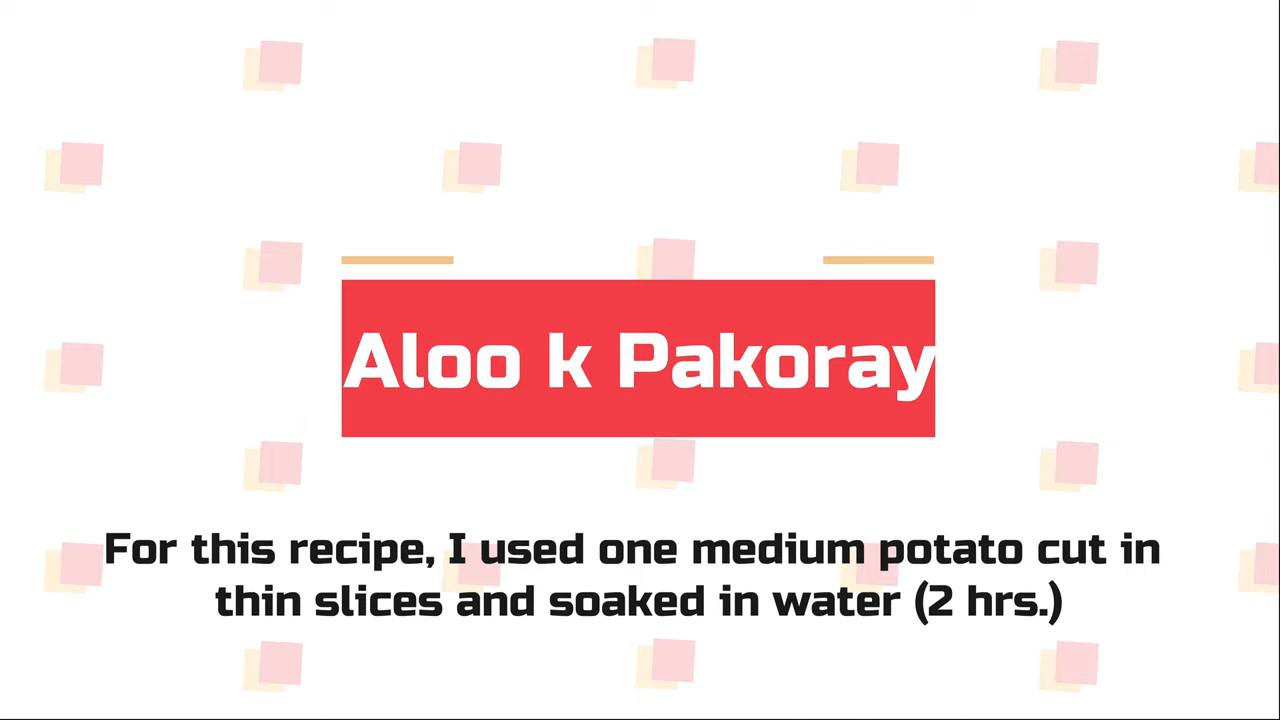 Aloo k Pakoray
For this recipe, I used one medium potato cut in
thin slices and soaked in water (2 hrs.)